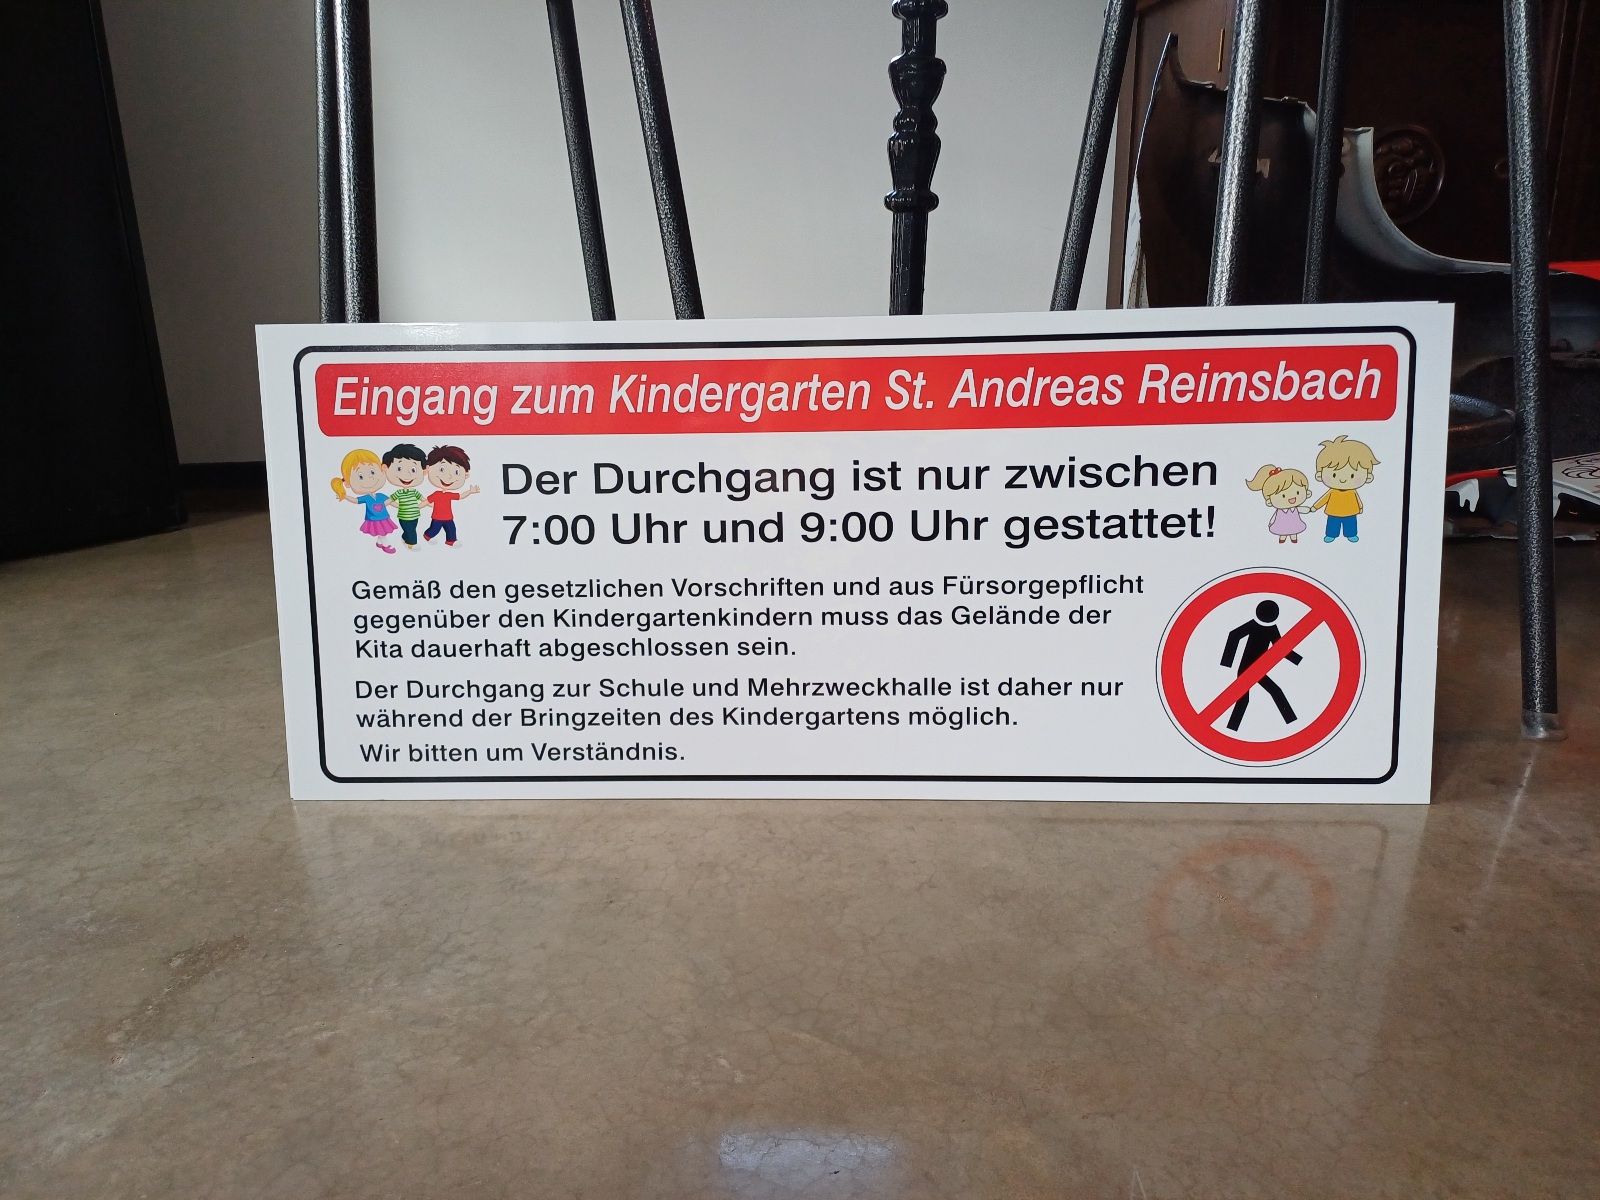 Eingang zum Kindergarten St. Andreas Reimsbach
Der Durchgang ist nur zwischen
7:00 Uhr und 9:00 Uhr gestattet!
Gemäß den gesetzlichen Vorschriften und aus Fürsorgepflicht
gegenüber den Kindergartenkindern muss das Gelände der
Kita dauerhaft abgeschlossen sein.
Der Durchgang zur Schule und Mehrzweckhalle ist daher nur
während der Bringzeiten des Kindergartens möglich.
Wir bitten um Verständnis.